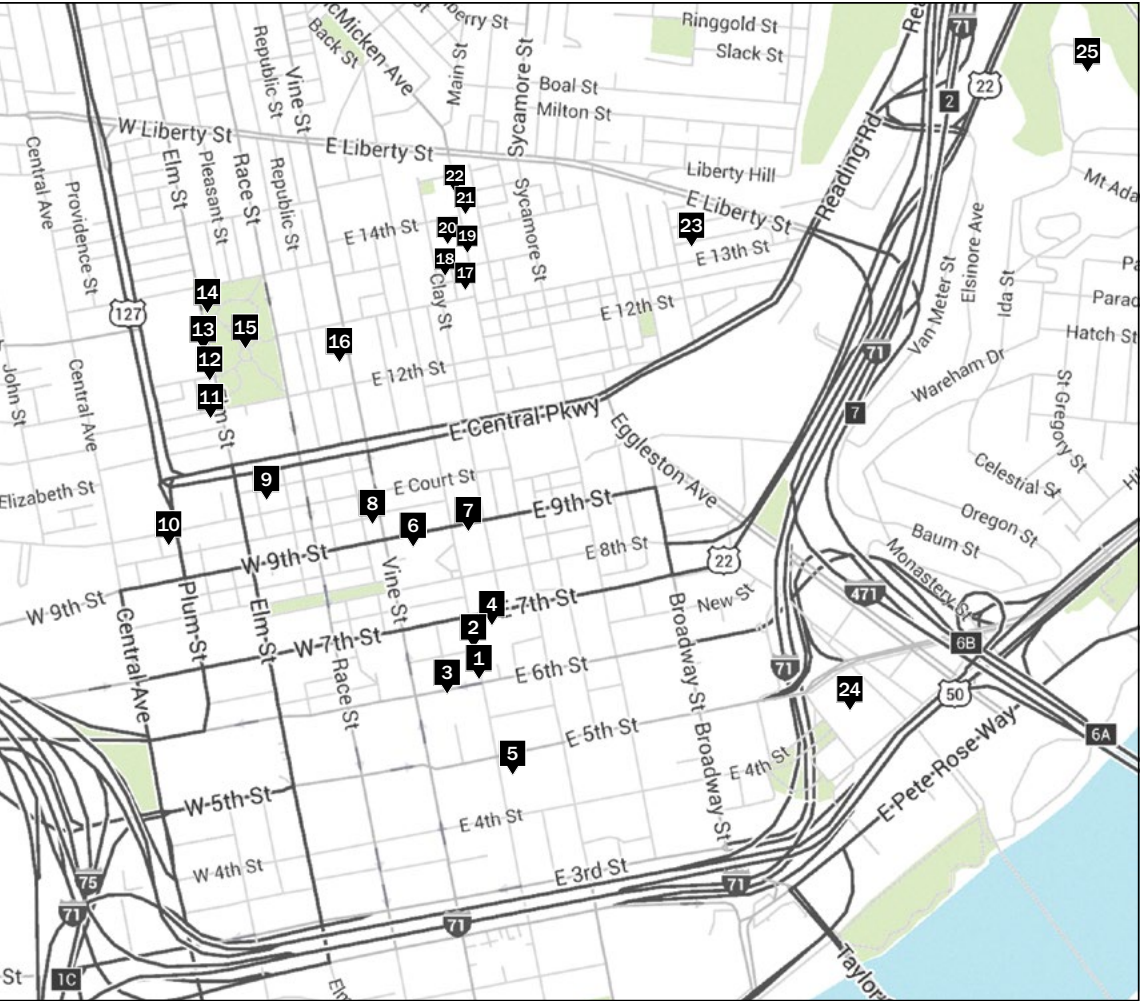 71
22
2
25
Ringgold St
Slack St
McMicken Ave
Back St
Main St
Sycamore St
Republic St
Vine St
Boal St
Milton St
W Liberty St
E Liberty St
Reading Rd
Liberty Hill
E Liberty St
Central Ave
Elm St
Pleasant St
Race St
Republic St
Providence St
22
21
20
19
18
17
E 14th St
Sycamore St
23
E 13th St
Clay St
E 12th St
Van Meter St
Elsinore Ave
Ida St
Hatch St
127
14
13
15
12
11
16
E 12th St
71
7
Wareham Dr
St Gregory St
John St
Central Ave
E Central Pkwy
Eggleston Ave
Celestial St
Elizabeth St
9
E Court St
8
6
7
E 9th St
10
Oregon St
Baum St
Monastery St
W 9th St
W 9th St
E 8th St
22
471
Vine St
Plum St
Elm St
Central Ave
4
E 7th St
New St
6B
2
W 7th St
1
3
E 6th St
Broadway St
71
24
50
6A
Race St
5
E 5th St
Broadway St
E 4th St
E Pete Rose Way
W 5th St
E 4th St
W 4th St
E 3rd St
75
71
71
71
1C
St
Taylor